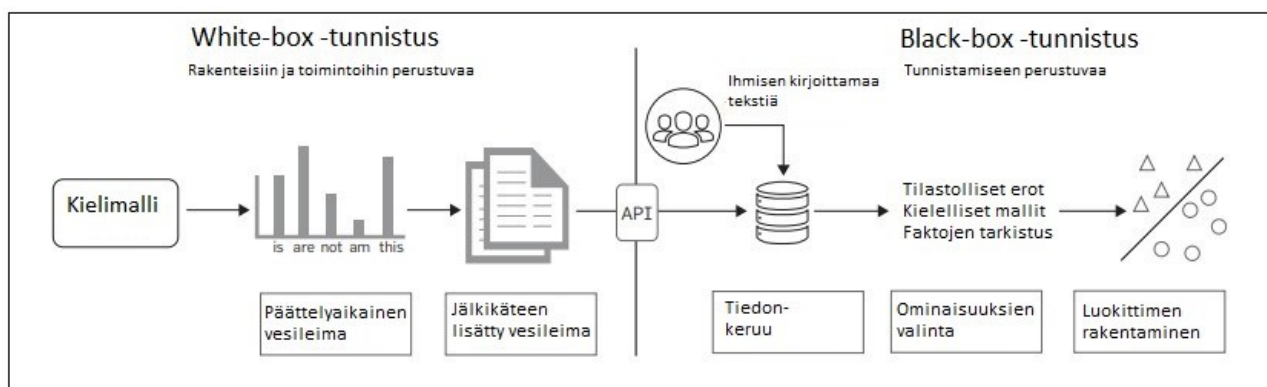 White-box -tunnistus
Rakenteisiin ja toimintoihin perustuvaa
Black-box -tunnistus
Tunnistamiseen perustuvaa
Ihmisen kirjoittamaa
tekstiä
Kielimalli
is are not am this
API
Tilastolliset erot
Kielelliset mallit
Faktojen tarkistus
Päättelyaikainen
vesileima
Jälkikäteen
lisätty vesileima
Tiedon-
keruu
Ominaisuuksien
valinta
Luokittimen
rakentaminen